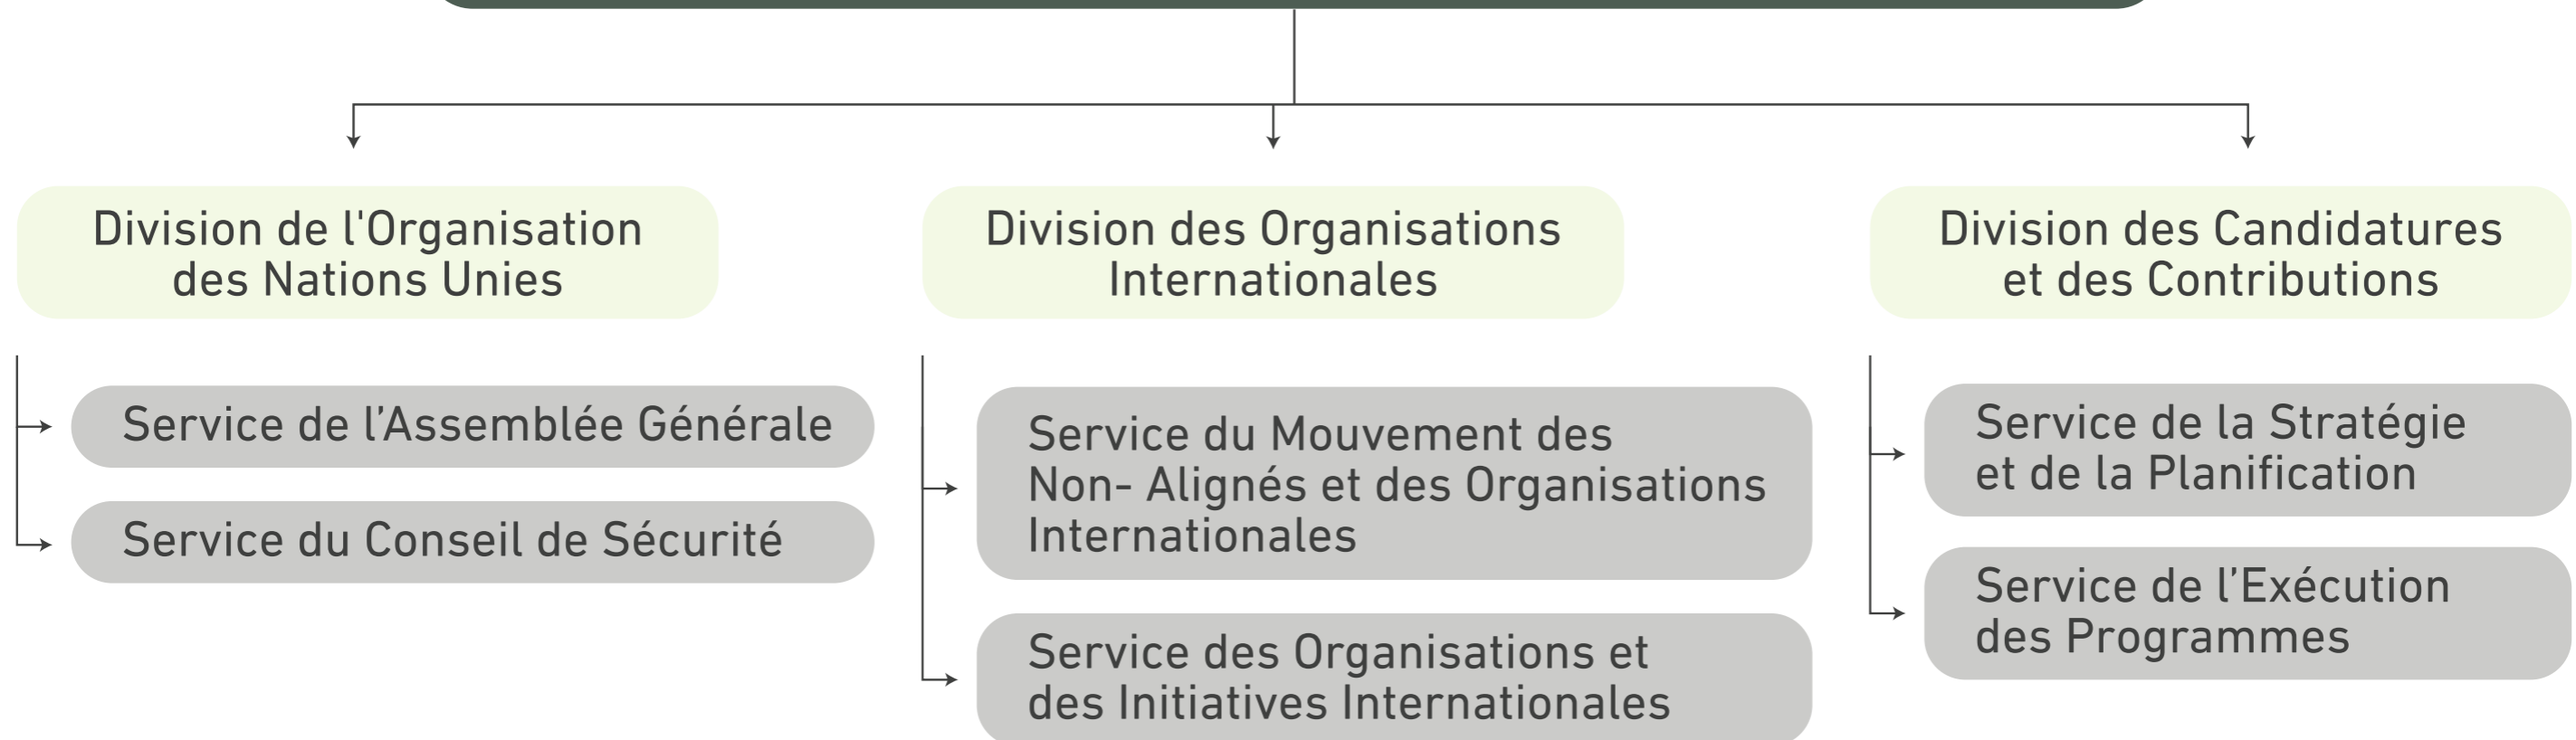 Division de l'Organisation
des Nations Unies
Service de l’Assemblée Générale
Service du Conseil de Sécurité
Division des Organisations
Internationales
Service du Mouvement des
Non- Alignés et des Organisations
Internationales
Service des Organisations et
des Initiatives Internationales
Division des Candidatures
et des Contributions
Service de la Stratégie
et de la Planification
Service de l’Exécution
des Programmes